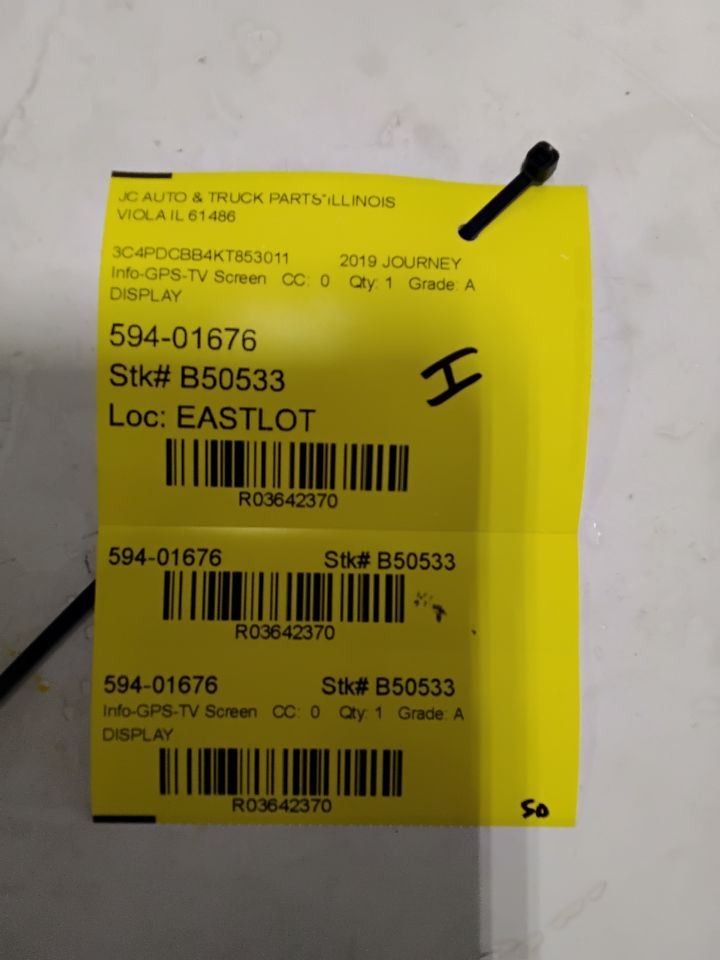 JC AUTO & TRUCK PARTS*ILLINOIS
VIOLA IL 61486
3C4PDCBB4KT853011 2019 JOURNEY
Info-GPS-TV Screen CC: 0 Qty: 1 Grade: A
DISPLAY
594-01676
Stk# B50533
H
Loc: EASTLOT
R03642370
594-01676 Stk# B50533
R03642370
594-01676 Stk# B50533
Info-GPS-TV Screen CC: 0 Qty: 1 Grade: A
DISPLAY
R03642370
50